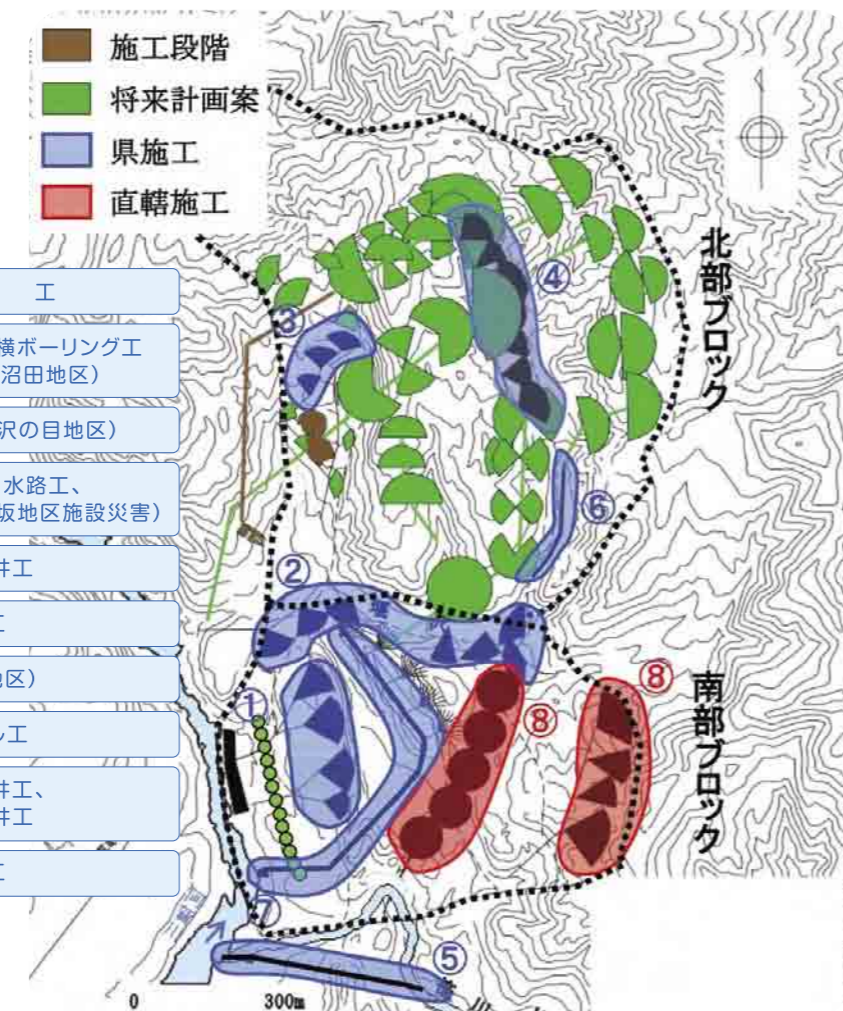 施工段階
将来計画案
県施工
直轄施工
工
横ボーリング工
沼田地区）
沢の目地区）
水路工、
坂地区施設災害）
井工
工
地区）
ル工
井工、
井工
工
北部ブロック
南部ブロック
③
④
⑥
②
①
⑧
⑧
⑦
⑤
0 300m